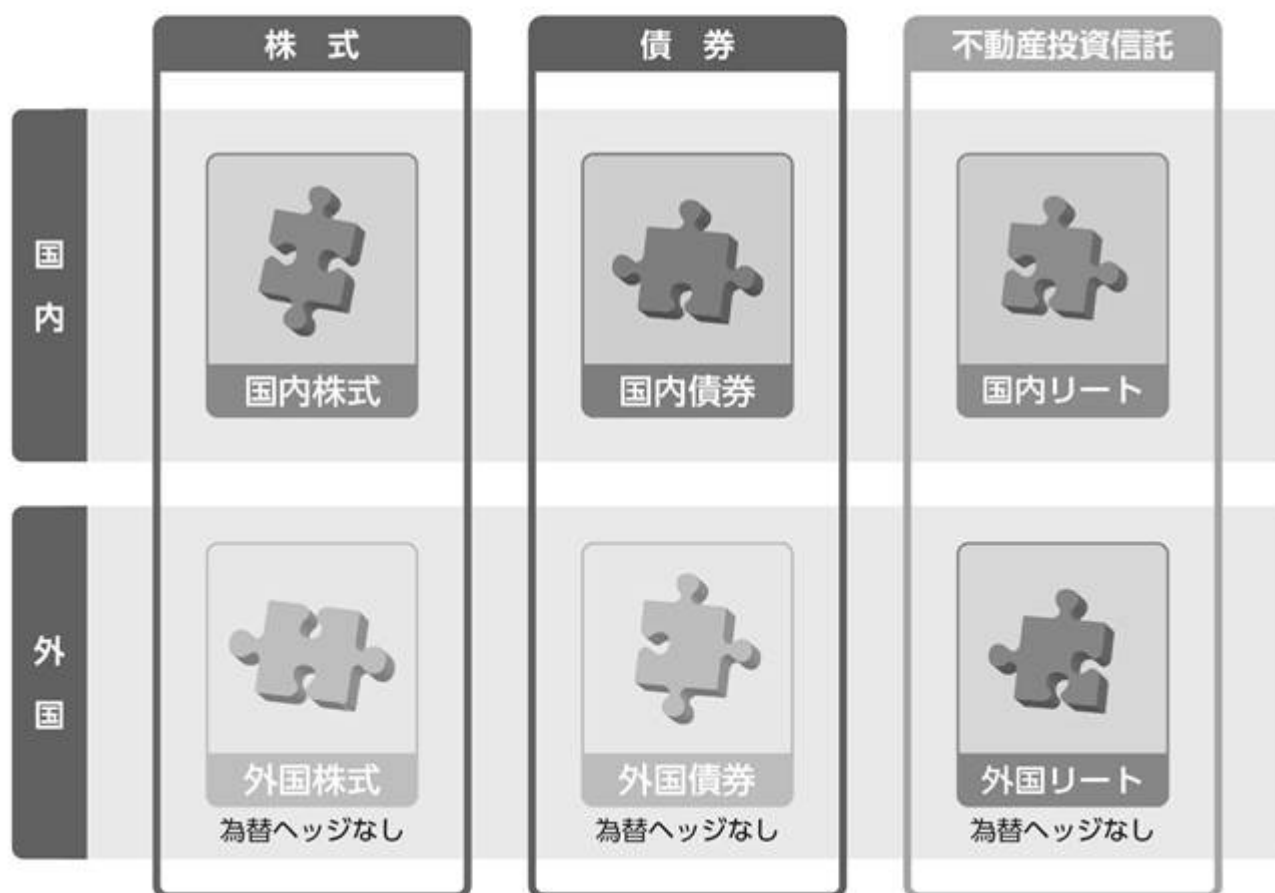 株 式
債 券
不動産投資信託
国内
国内株式
国内債券
国内リート
外国
外国株式
外国債券
外国リート
為替ヘッジなし
為替ヘッジなし
為替ヘッジなし